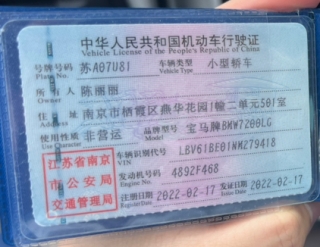 中华人民共和国机动车行驶证
Vehicle License of the People's Republic of China
号牌号码 苏A07U81 车辆类型 小型轿车
Plate No. Vehicle Type
所有人 陈丽丽
Owner
住址 南京市栖霞区燕华花园1幢二单元501室
Address
使用性质 非营运 品牌型号 宝马牌BMW7200LG
Use Character Model
江苏省南京市公安局交通管理局
车辆识别代号 LBV61BE01NMZ79418
VIN
发动机号码 4892F468
Engine No.
注册日期 2022-02-17 发证日期 2022-02-17
Register Date Issue Date